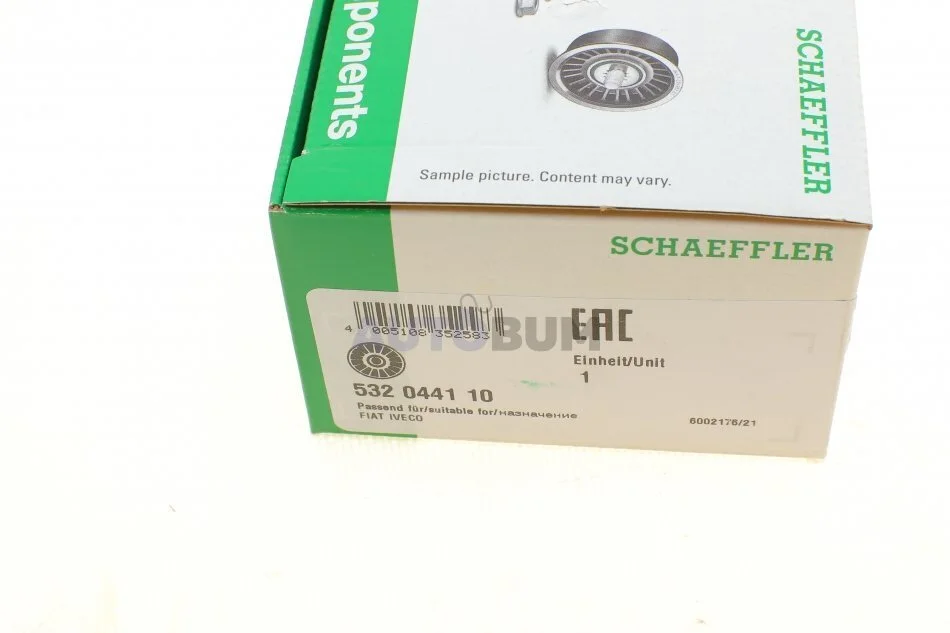 ponents
SCHAEFFLER
Sample picture. Content may vary.
SCHAEFFLER
4 005108 352583
EAC
AUTOBUM
Einheit/Unit
1
532 0441 10
Passend für/suitable for/назначение
FIAT IVECO
6002176/21